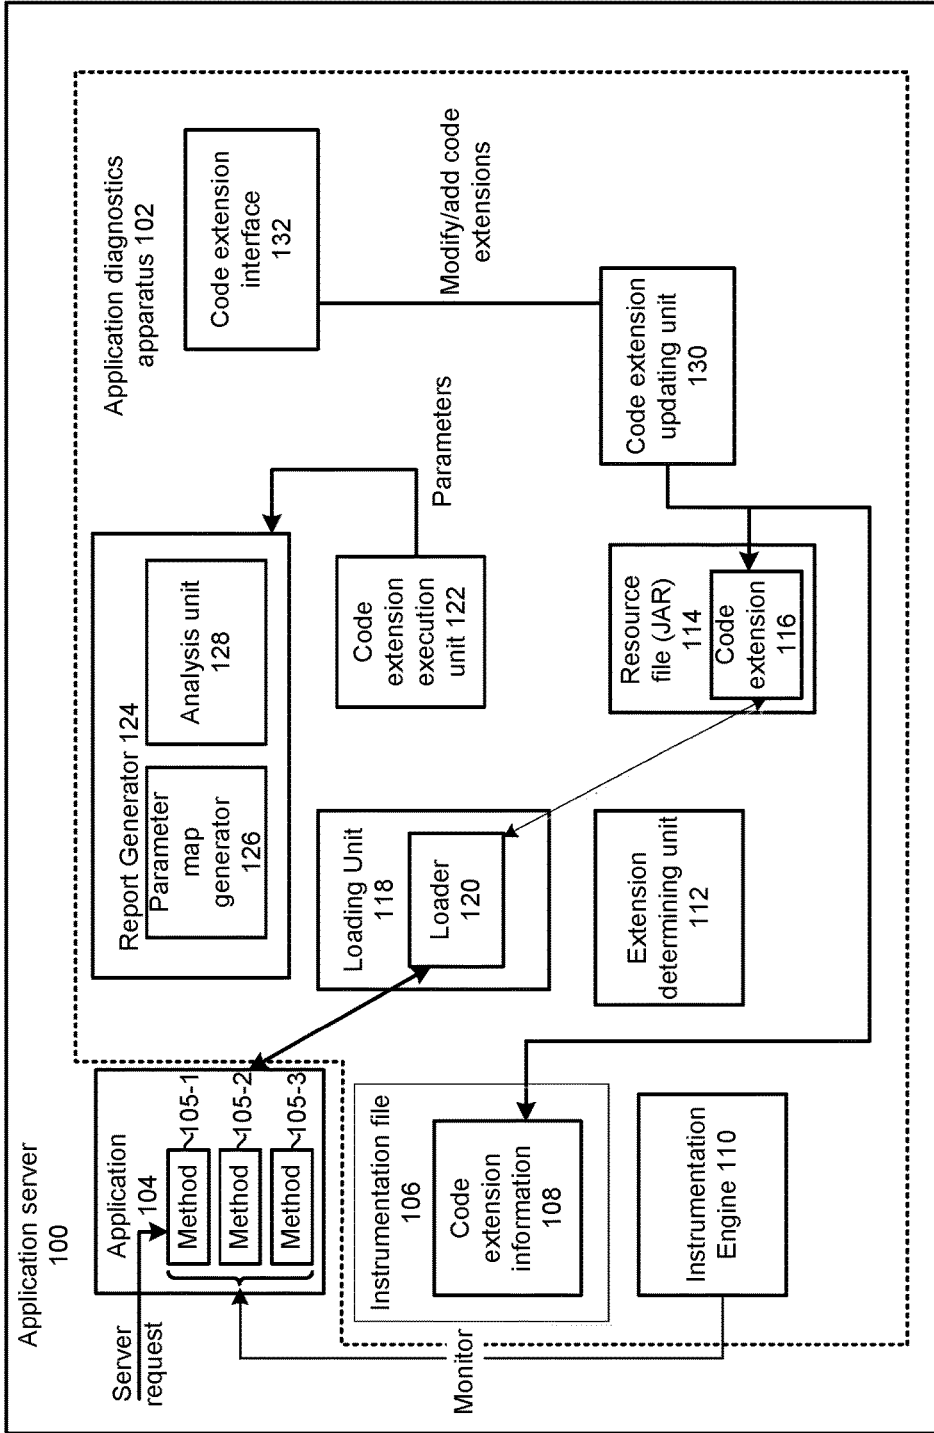 Application server
100
Server
request
Application
104
Method
~105-1
Method
~105-2
Method
~105-3
Monitor
Application diagnostics
apparatus 102
Report Generator 124
Parameter
map
generator
126
Analysis unit
128
Code extension
interface
132
Loading Unit
118
Loader
120
Code
extension
execution
unit 122
Parameters
Modify/add code
extensions
Instrumentation file
106
Code
extension
information
108
Instrumentation
Engine 110
Extension
determining unit
112
Resource
file (JAR)
114
Code
extension
116
Code extension
updating unit
130